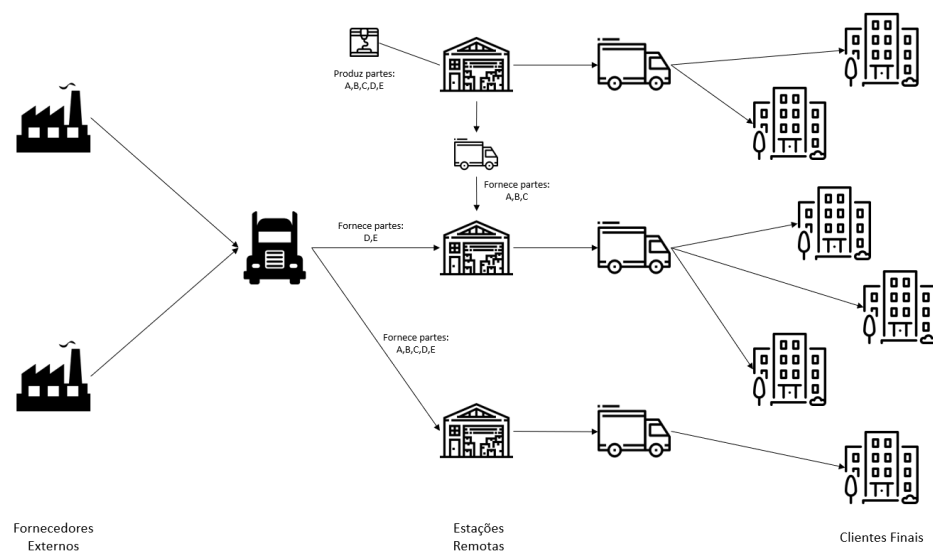 Produz partes:
A,B,C,D,E
Fornece partes:
A,B,C
Fornece partes:
D,E
Fornece partes:
A,B,C,D,E
Fornecedores
Externos
Estações
Remotas
Clientes Finais